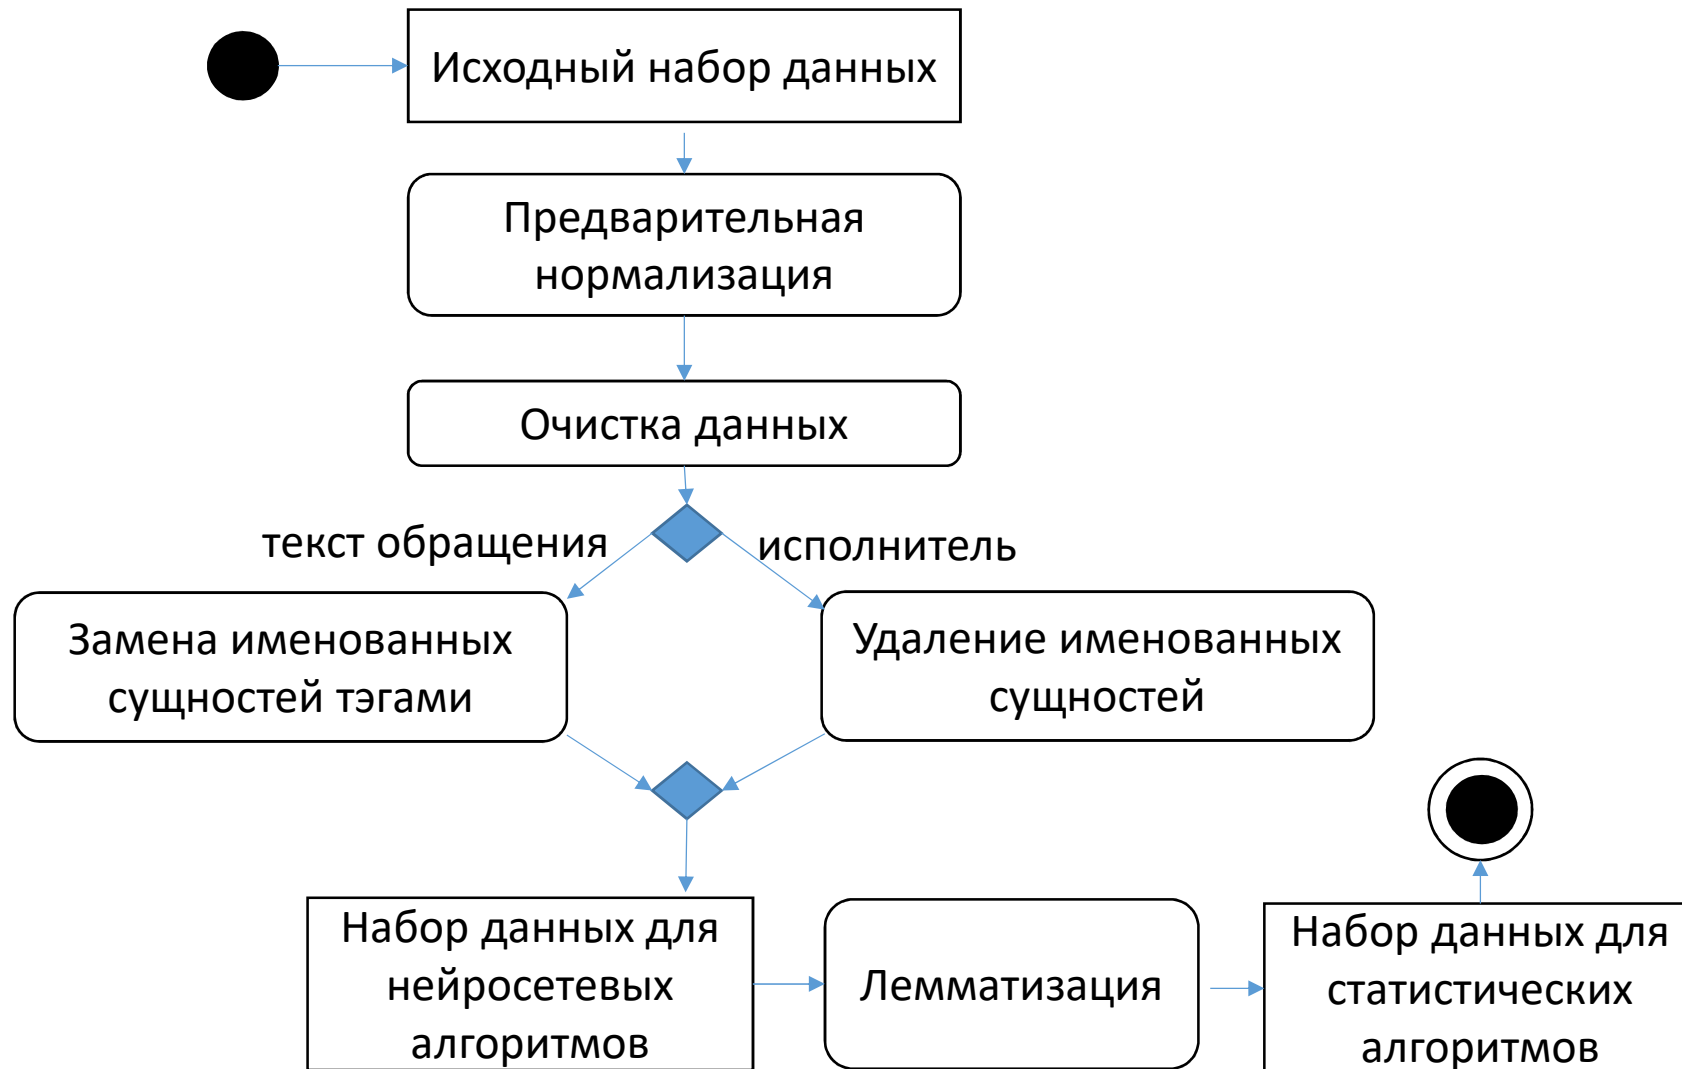 Исходный набор данных
Предварительная
нормализация
Очистка данных
текст обращения
исполнитель
Замена именованных
сущностей тэгами
Удаление именованных
сущностей
Набор данных для
нейросетевых
алгоритмов
Лемматизация
Набор данных для
статистических
алгоритмов